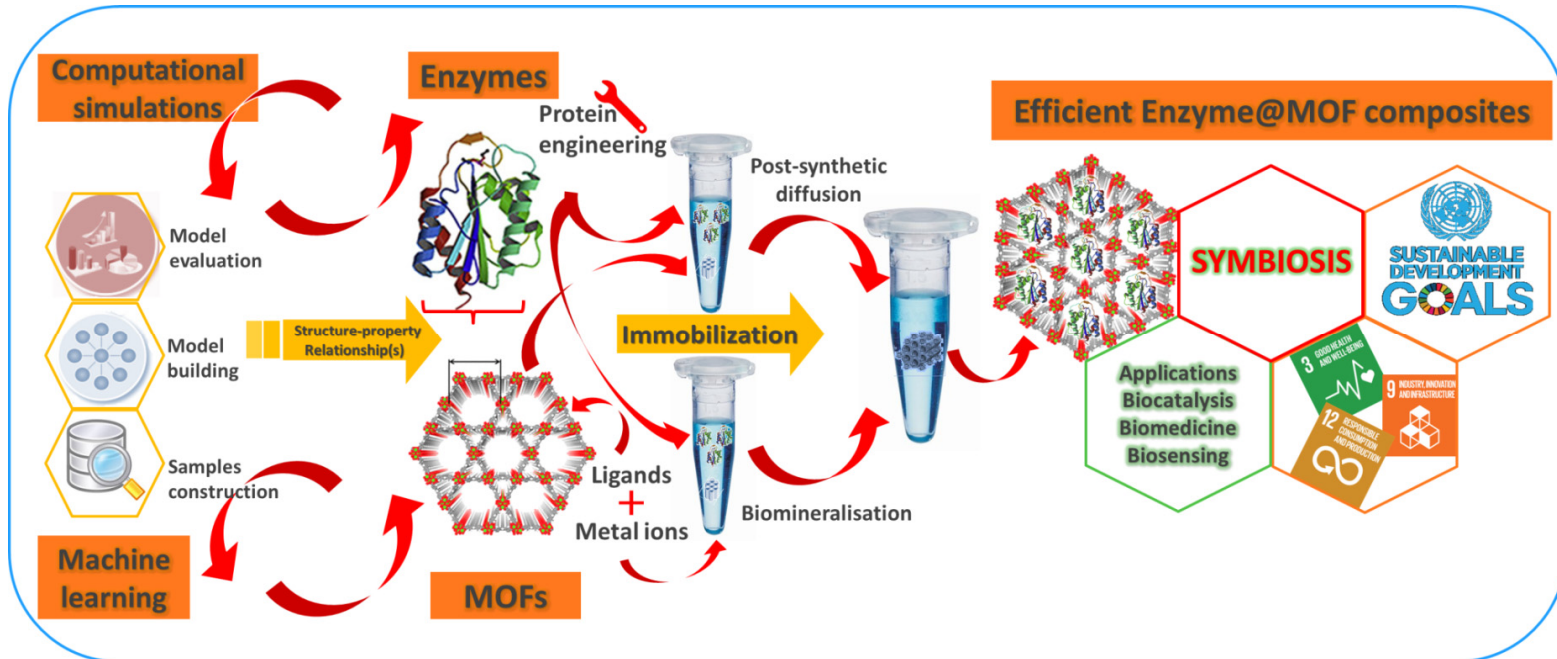 Computational
simulations
Enzymes
Protein
engineering
Efficient Enzyme@MOF composites
Post-synthetic
diffusion
Model
evaluation
SYMBIOSIS
SUSTAINABLE
DEVELOPMENT
GOALS
Structure-property
Relationship(s)
Immobilization
Model
building
3 GOOD HEALTH
AND WELL-BEING
9 INDUSTRY, INNOVATION
AND INFRASTRUCTURE
12 RESPONSIBLE
CONSUMPTION
AND PRODUCTION
Applications
Biocatalysis
Biomedicine
Biosensing
Samples
construction
Ligands
+
Metal ions
Biomineralisation
Machine
learning
MOFs